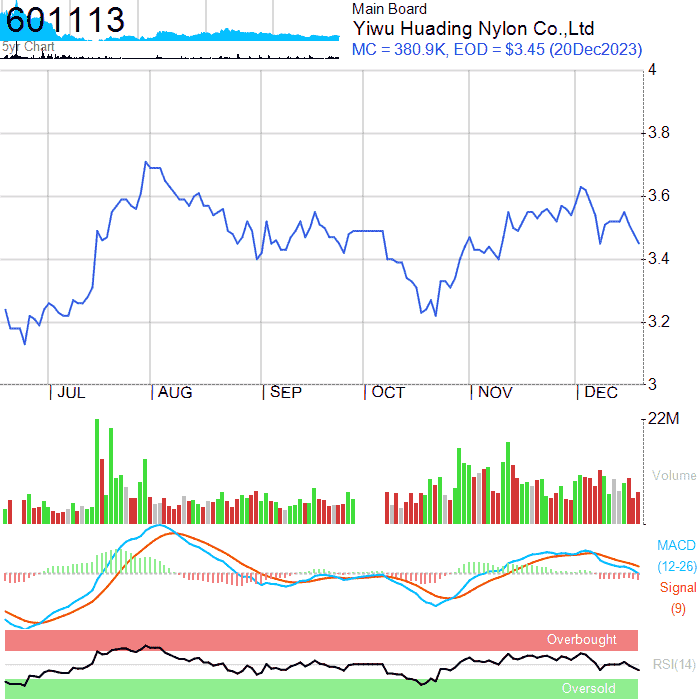 601113
5yr Chart
Main Board
Yiwu Huading Nylon Co.,Ltd
MC = 380.9K, EOD = $3.45 (20Dec2023)
4
3.8
3.6
3.4
3.2
3
JUL AUG SEP OCT NOV DEC
22M
Volume
MACD
(12-26)
Signal
(9)
Overbought
RSI(14)
Oversold